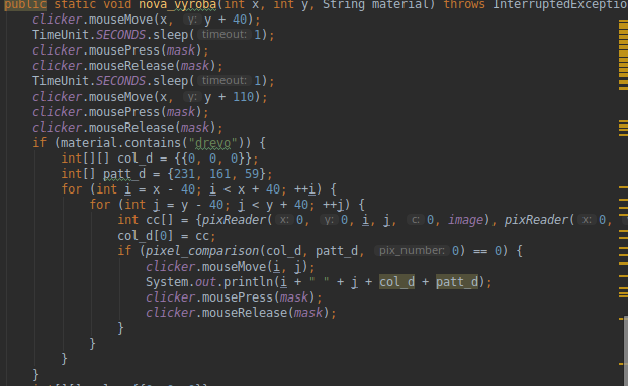 public static void nova_vyroba(int x, int y, String material) throws InterruptedException
clicker.mouseMove(x, y: y + 40);
TimeUnit.SECONDS.sleep( timeout: 1);
clicker.mousePress(mask);
clicker.mouseRelease(mask);
TimeUnit.SECONDS.sleep( timeout: 1);
clicker.mouseMove(x, y: y + 110);
clicker.mousePress(mask);
clicker.mouseRelease(mask);
if (material.contains("drevo")) {
int[][] col_d = {{0, 0, 0}};
int[] patt_d = {231, 161, 59};
for (int i = x - 40; i < x + 40; ++i) {
for (int j = y - 40; j < y + 40; ++j) {
int cc[] = {pixReader( x: 0, y: 0, i, j, c: 0, image), pixReader( x: 0,
col_d[0] = cc;
if (pixel_comparison(col_d, patt_d, pix_number: 0) == 0) {
clicker.mouseMove(i, j);
System.out.println(i + " " + j + col_d + patt_d);
clicker.mousePress(mask);
clicker.mouseRelease(mask);
}
}
}
}